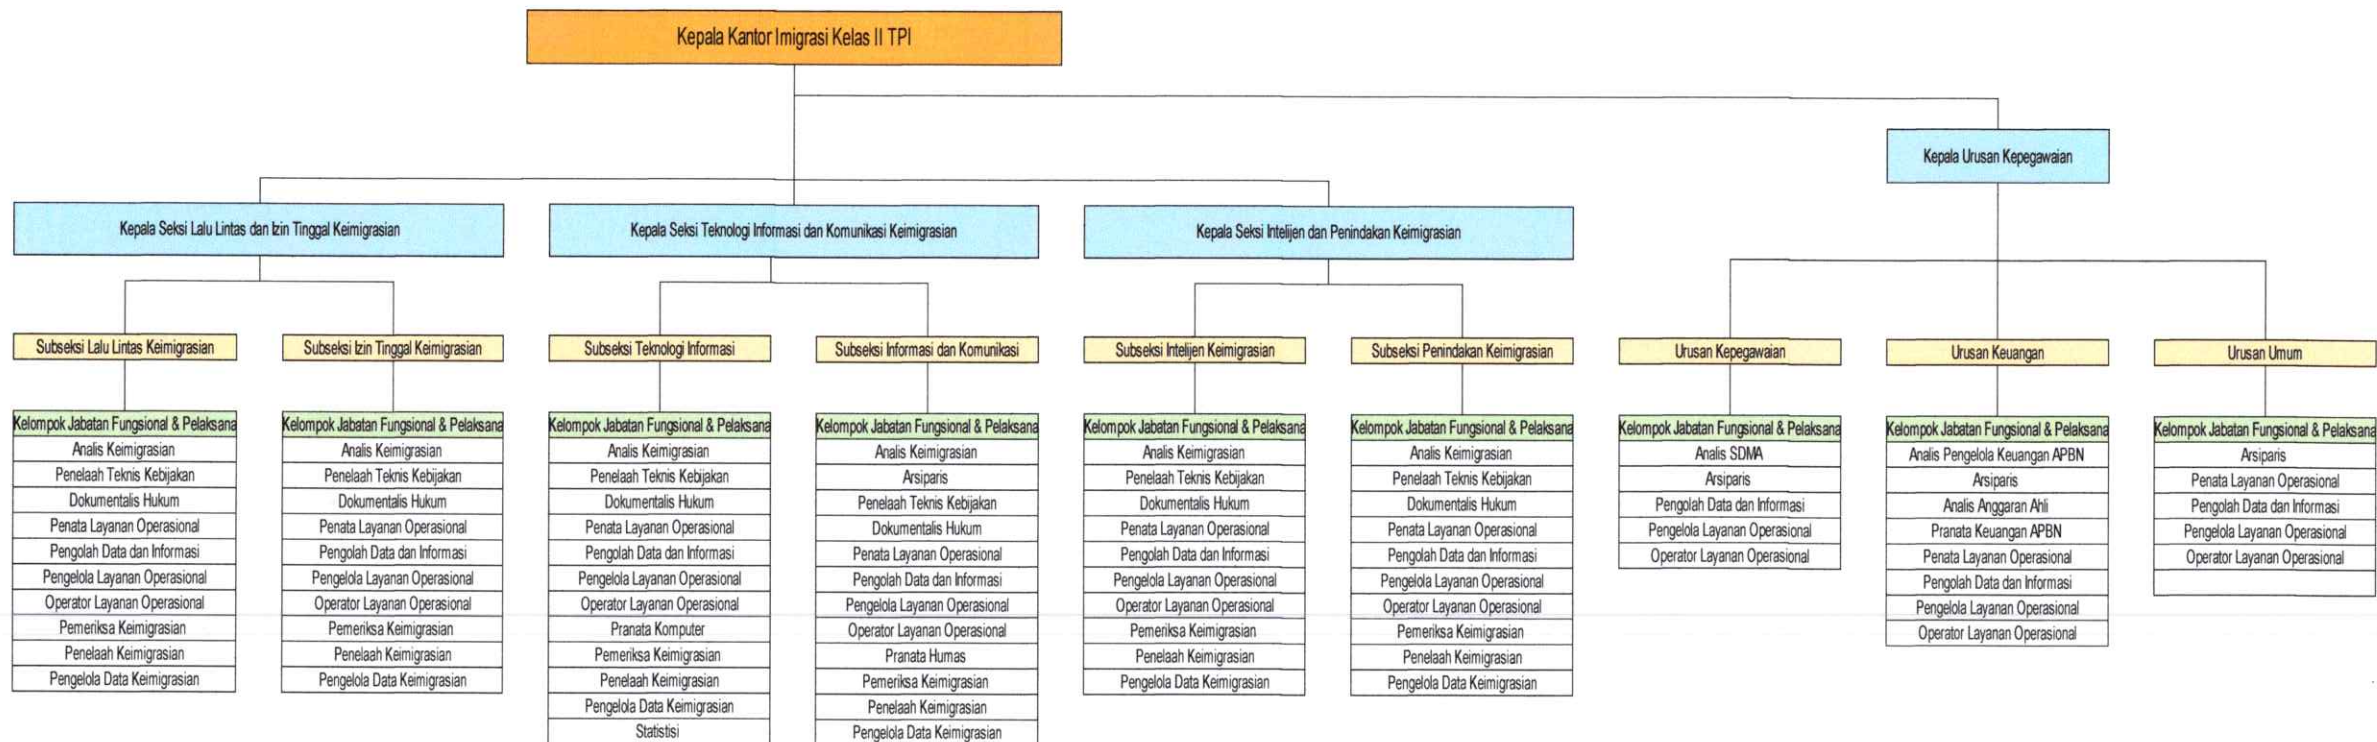 Kepala Kantor Imigrasi Kelas II TPI
Kepala Urusan Kepegawaian
Kepala Seksi Lalu Lintas dan Izin Tinggal Keimigrasian
Kepala Seksi Teknologi Informasi dan Komunikasi Keimigrasian
Kepala Seksi Intelijen dan Penindakan Keimigrasian
Subseksi Lalu Lintas Keimigrasian
Kelompok Jabatan Fungsional & Pelaksana
Analis Keimigrasian
Penelaah Teknis Kebijakan
Dokumentalis Hukum
Penata Layanan Operasional
Pengolah Data dan Informasi
Pengelola Layanan Operasional
Operator Layanan Operasional
Pemeriksa Keimigrasian
Penelaah Keimigrasian
Pengelola Data Keimigrasian
Subseksi Izin Tinggal Keimigrasian
Kelompok Jabatan Fungsional & Pelaksana
Analis Keimigrasian
Penelaah Teknis Kebijakan
Dokumentalis Hukum
Penata Layanan Operasional
Pengolah Data dan Informasi
Pengelola Layanan Operasional
Operator Layanan Operasional
Pemeriksa Keimigrasian
Penelaah Keimigrasian
Pengelola Data Keimigrasian
Subseksi Teknologi Informasi
Kelompok Jabatan Fungsional & Pelaksana
Analis Keimigrasian
Penelaah Teknis Kebijakan
Dokumentalis Hukum
Penata Layanan Operasional
Pengolah Data dan Informasi
Pengelola Layanan Operasional
Operator Layanan Operasional
Pranata Komputer
Pemeriksa Keimigrasian
Penelaah Keimigrasian
Pengelola Data Keimigrasian
Statistisi
Subseksi Informasi dan Komunikasi
Kelompok Jabatan Fungsional & Pelaksana
Analis Keimigrasian
Arsiparis
Penelaah Teknis Kebijakan
Dokumentalis Hukum
Penata Layanan Operasional
Pengolah Data dan Informasi
Pengelola Layanan Operasional
Operator Layanan Operasional
Pranata Humas
Pemeriksa Keimigrasian
Penelaah Keimigrasian
Pengelola Data Keimigrasian
Subseksi Intelijen Keimigrasian
Kelompok Jabatan Fungsional & Pelaksana
Analis Keimigrasian
Penelaah Teknis Kebijakan
Dokumentalis Hukum
Penata Layanan Operasional
Pengolah Data dan Informasi
Pengelola Layanan Operasional
Operator Layanan Operasional
Pemeriksa Keimigrasian
Penelaah Keimigrasian
Pengelola Data Keimigrasian
Subseksi Penindakan Keimigrasian
Kelompok Jabatan Fungsional & Pelaksana
Analis Keimigrasian
Penelaah Teknis Kebijakan
Dokumentalis Hukum
Penata Layanan Operasional
Pengolah Data dan Informasi
Pengelola Layanan Operasional
Operator Layanan Operasional
Pemeriksa Keimigrasian
Penelaah Keimigrasian
Pengelola Data Keimigrasian
Urusan Kepegawaian
Kelompok Jabatan Fungsional & Pelaksana
Analis SDMA
Arsiparis
Pengolah Data dan Informasi
Pengelola Layanan Operasional
Operator Layanan Operasional
Urusan Keuangan
Kelompok Jabatan Fungsional & Pelaksana
Analis Pengelola Keuangan APBN
Arsiparis
Analis Anggaran Ahli
Pranata Keuangan APBN
Penata Layanan Operasional
Pengolah Data dan Informasi
Pengelola Layanan Operasional
Operator Layanan Operasional
Urusan Umum
Kelompok Jabatan Fungsional & Pelaksana
Arsiparis
Penata Layanan Operasional
Pengolah Data dan Informasi
Pengelola Layanan Operasional
Operator Layanan Operasional